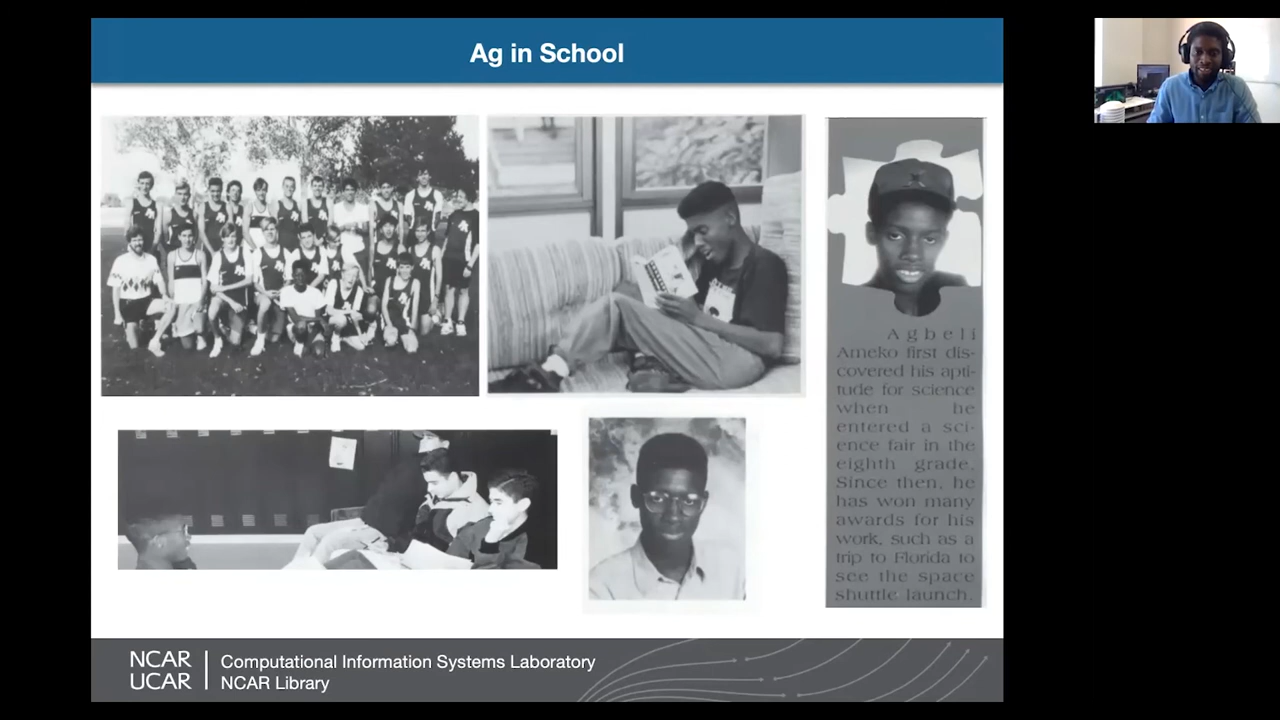 Ag in School
Agbeli
Ameko first dis-
covered his apti-
tude for science
when he
entered a sci-
ence fair in the
eighth grade.
Since then, he
has won many
awards for his
work, such as a
trip to Florida to
see the space
shuttle launch.
NCAR
UCAR
Computational Information Systems Laboratory
NCAR Library